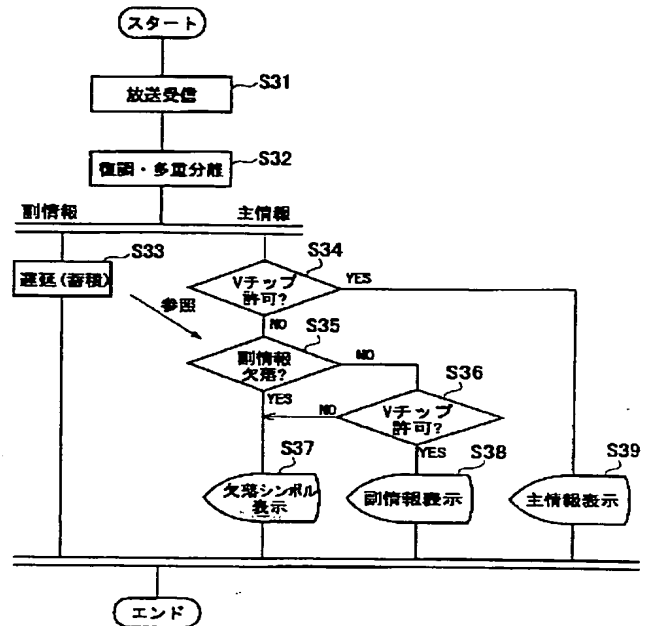 スタート
放送受信
S31
復調・多重分離
S32
副情報
主情報
S33
遅延(蓄積)
S34
Vチップ
許可?
YES
参照
NO
S35
副情報
欠落?
NO
YES
S36
Vチップ
許可?
NO
YES
S37
欠落シンボル
表示
S38
副情報表示
S39
主情報表示
エンド